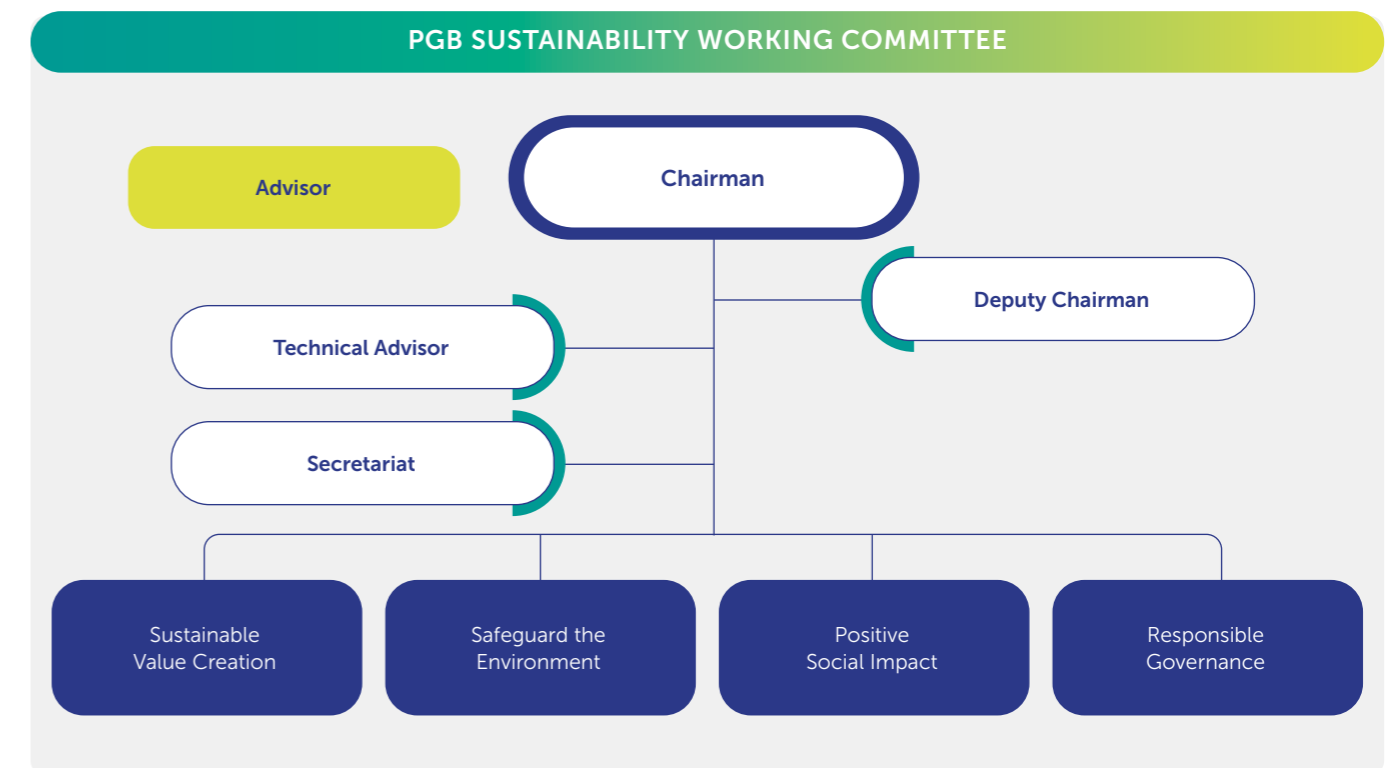 PGB SUSTAINABILITY WORKING COMMITTEE
Advisor
Chairman
Deputy Chairman
Technical Advisor
Secretariat
Sustainable
Value Creation
Safeguard the
Environment
Positive
Social Impact
Responsible
Governance